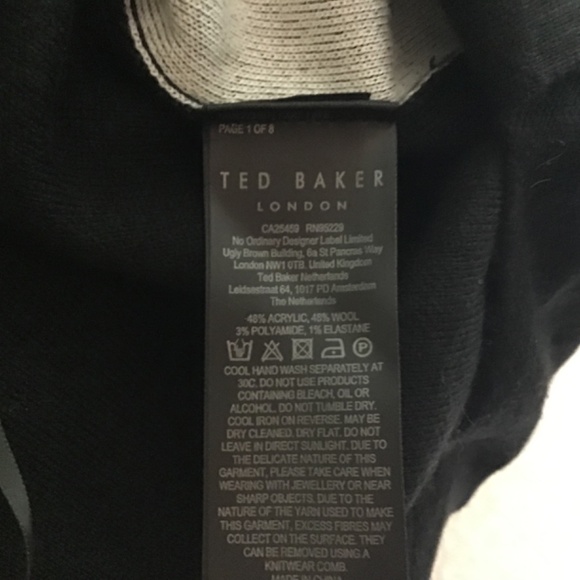 PAGE 1 OF 8
TED BAKER
LONDON
CA25459 RN95229
No Ordinary Designer Label Limited
Ugly Brown Building, 6a St Pancras Way
London NW1 0TB. United Kingdom
Ted Baker Netherlands
Leidsestraat 64, 1017 PD Amsterdam
The Netherlands
48% ACRYLIC, 48% WOOL
3% POLYAMIDE, 1% ELASTANE
COOL HAND WASH SEPARATELY AT
30C. DO NOT USE PRODUCTS
CONTAINING BLEACH, OIL OR
ALCOHOL. DO NOT TUMBLE DRY.
COOL IRON ON REVERSE. MAY BE
DRY CLEANED. DRY FLAT. DO NOT
LEAVE IN DIRECT SUNLIGHT. DUE TO
THE DELICATE NATURE OF THIS
GARMENT, PLEASE TAKE CARE WHEN
WEARING WITH JEWELLERY OR NEAR
SHARP OBJECTS. DUE TO THE
NATURE OF THE YARN USED TO MAKE
THIS GARMENT, EXCESS FIBRES MAY
COLLECT ON THE SURFACE. THEY
CAN BE REMOVED USING A
KNITWEAR COMB.
MADE IN CHINA